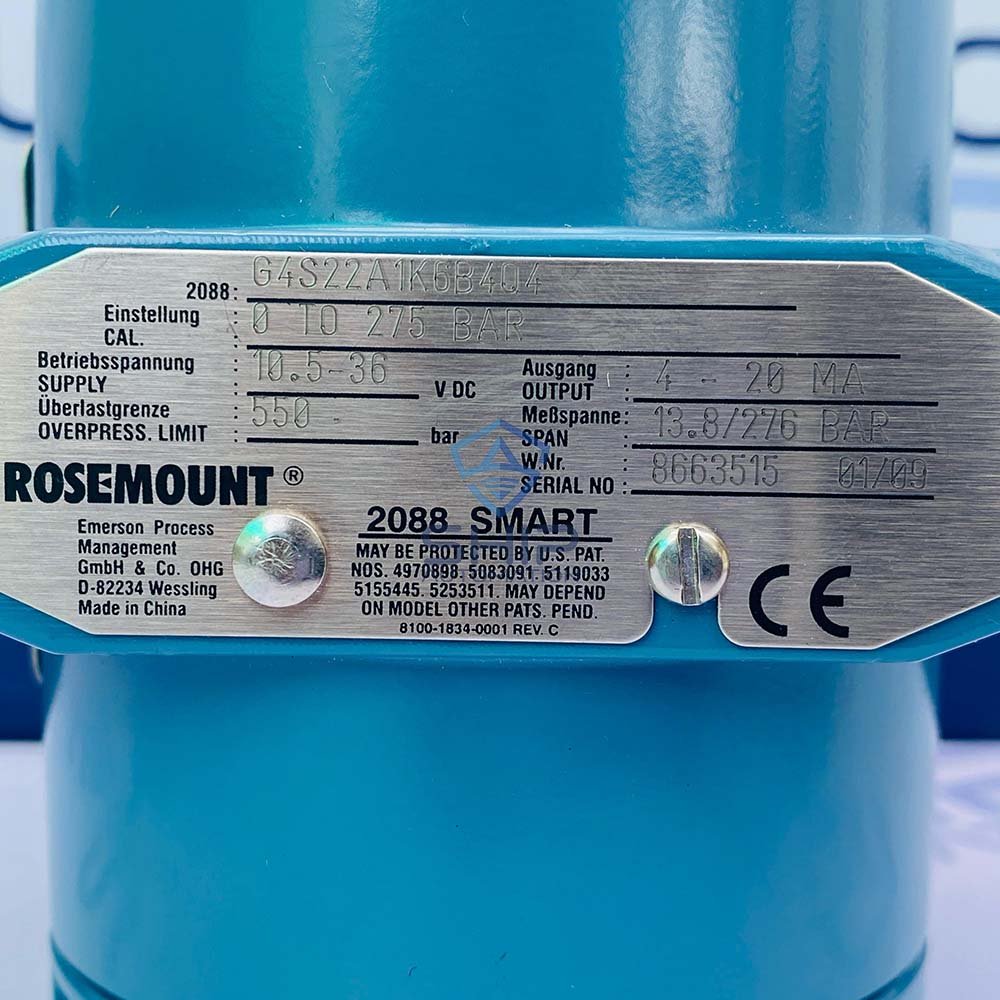 2088: G4S22A1K6B4Q4
Einstellung CAL. : 0 TO 275 BAR
Betriebsspannung SUPPLY : 10.5-36 V DC
Ausgang OUTPUT : 4 - 20 MA
Überlastgrenze OVERPRESS. LIMIT : 550 - bar
Meßspanne: SPAN 13.8/276 BAR
W.Nr. SERIAL NO : 8663515 01/09
ROSEMOUNT ®
Emerson Process
Management
GmbH & Co. OHG
D-82234 Wessling
Made in China
2088 SMART
MAY BE PROTECTED BY U.S. PAT.
NOS. 4970898. 5083091. 5119033
5155445. 5253511. MAY DEPEND
ON MODEL OTHER PATS. PEND.
8100-1834-0001 REV. C
CE